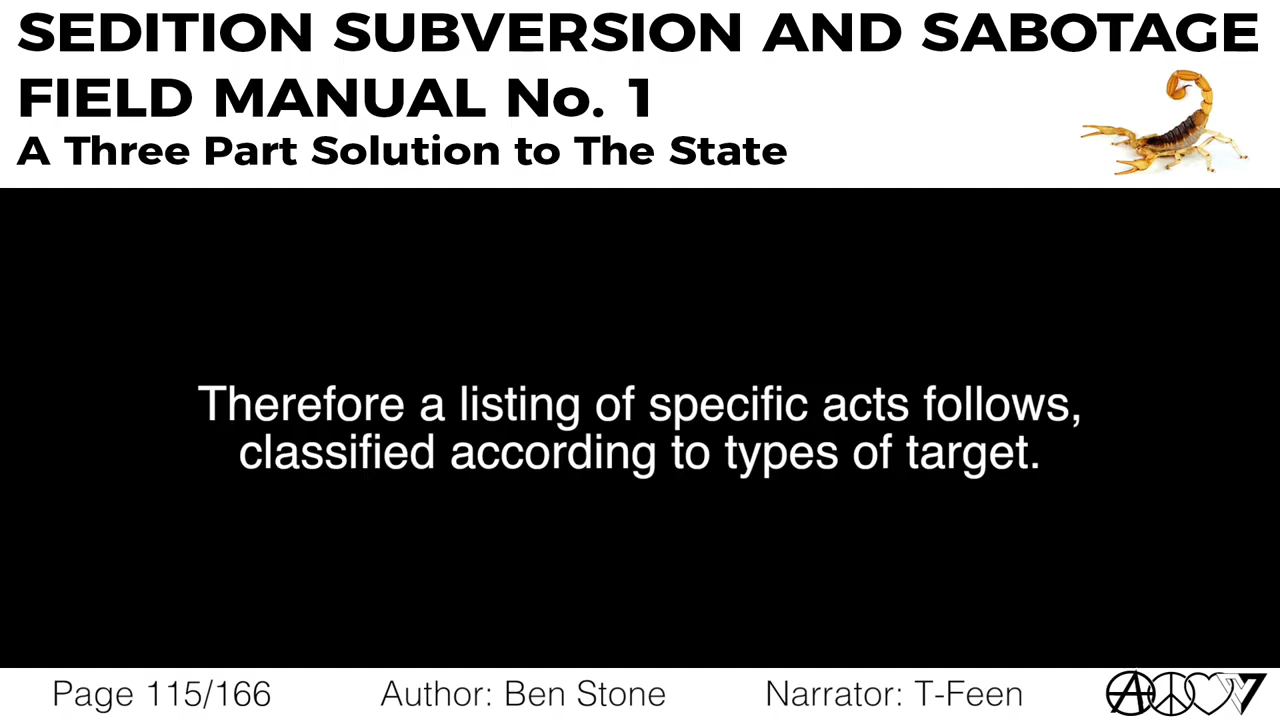 SEDITION SUBVERSION AND SABOTAGE
FIELD MANUAL No. 1
A Three Part Solution to The State
Therefore a listing of specific acts follows,
classified according to types of target.
Page 115/166 Author: Ben Stone Narrator: T-Feen